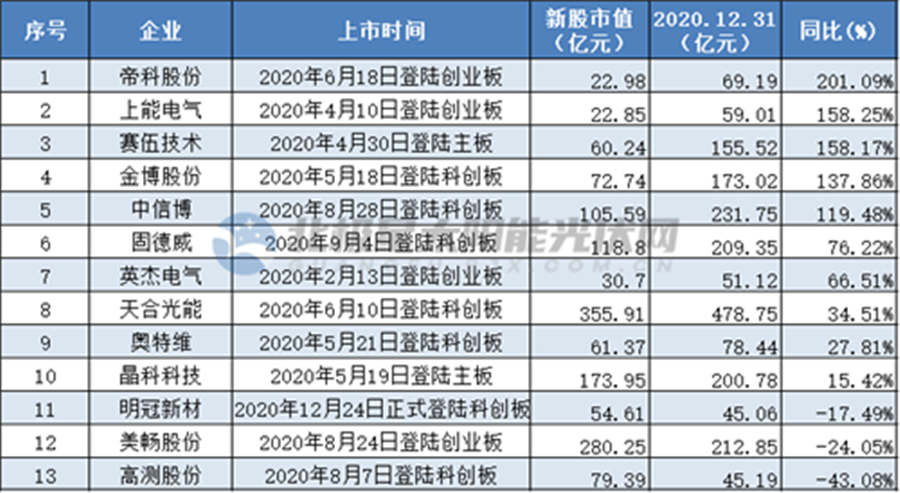 序号 企业 上市时间 新股市值（亿元） 2020.12.31（亿元） 同比(%)
1 帝科股份 2020年6月18日登陆创业板 22.98 69.19 201.09%
2 上能电气 2020年4月10日登陆创业板 22.85 59.01 158.25%
3 赛伍技术 2020年4月30日登陆主板 60.24 155.52 158.17%
4 金博股份 2020年5月18日登陆科创板 72.74 173.02 137.86%
5 中信博 2020年8月28日登陆科创板 105.59 231.75 119.48%
6 固德威 2020年9月4日登陆科创板 118.8 209.35 76.22%
7 英杰电气 2020年2月13日登陆创业板 30.7 51.12 66.51%
8 天合光能 2020年6月10日登陆科创板 355.91 478.75 34.51%
9 奥特维 2020年5月21日登陆科创板 61.37 78.44 27.81%
10 晶科科技 2020年5月19日登陆主板 173.95 200.78 15.42%
11 明冠新材 2020年12月24日正式登陆科创板 54.61 45.06 -17.49%
12 美畅股份 2020年8月24日登陆创业板 280.25 212.85 -24.05%
13 高测股份 2020年8月7日登陆科创板 79.39 45.19 -43.08%